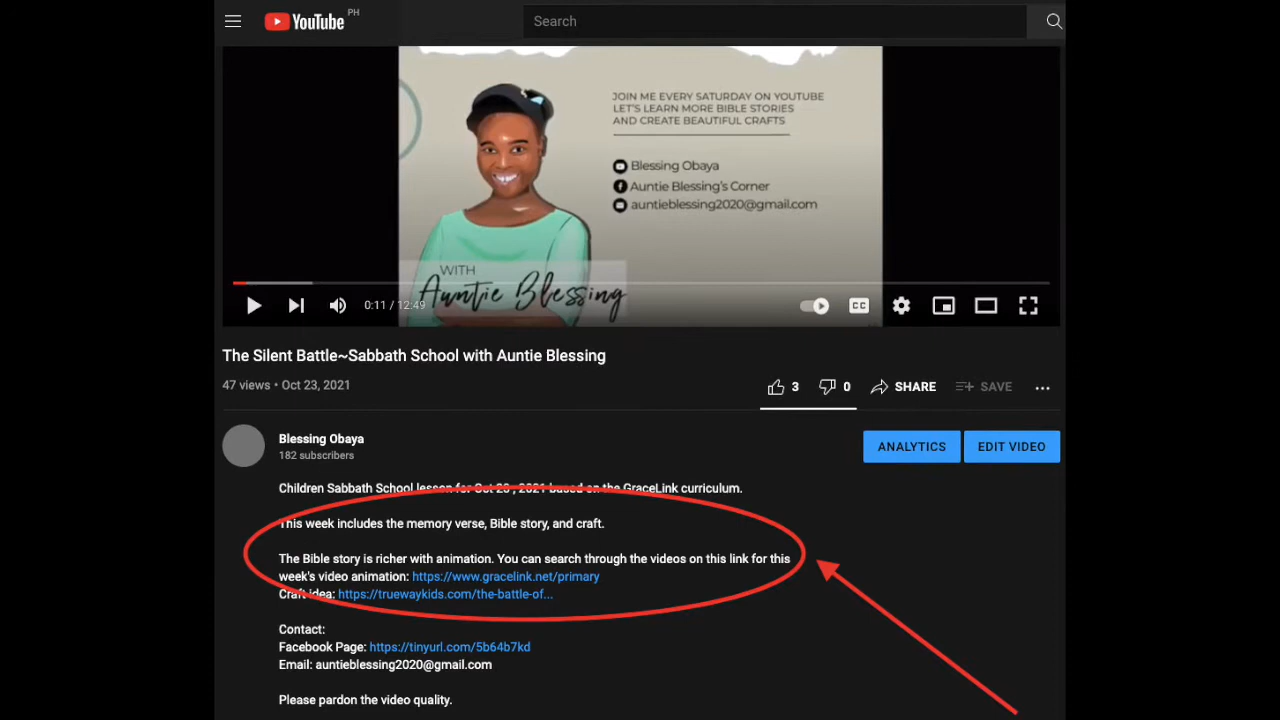 YouTube PH
Search
JOIN ME EVERY SATURDAY ON YOUTUBE
LET'S LEARN MORE BIBLE STORIES
AND CREATE BEAUTIFUL CRAFTS
Blessing Obaya
Auntie Blessing's Corner
auntieblessing2020@gmail.com
WITH
Auntie Blessing
0:11 / 12:49
CC
The Silent Battle~Sabbath School with Auntie Blessing
47 views • Oct 23, 2021
3 0 SHARE SAVE
Blessing Obaya
182 subscribers
ANALYTICS EDIT VIDEO
Children Sabbath School lesson for Oct 23 , 2021 based on the GraceLink curriculum.
This week includes the memory verse, Bible story, and craft.
The Bible story is richer with animation. You can search through the videos on this link for this
week's video animation: https://www.gracelink.net/primary
Craft idea: https://truewaykids.com/the-battle-of...
Contact:
Facebook Page: https://tinyurl.com/5b64b7kd
Email: auntieblessing2020@gmail.com
Please pardon the video quality.